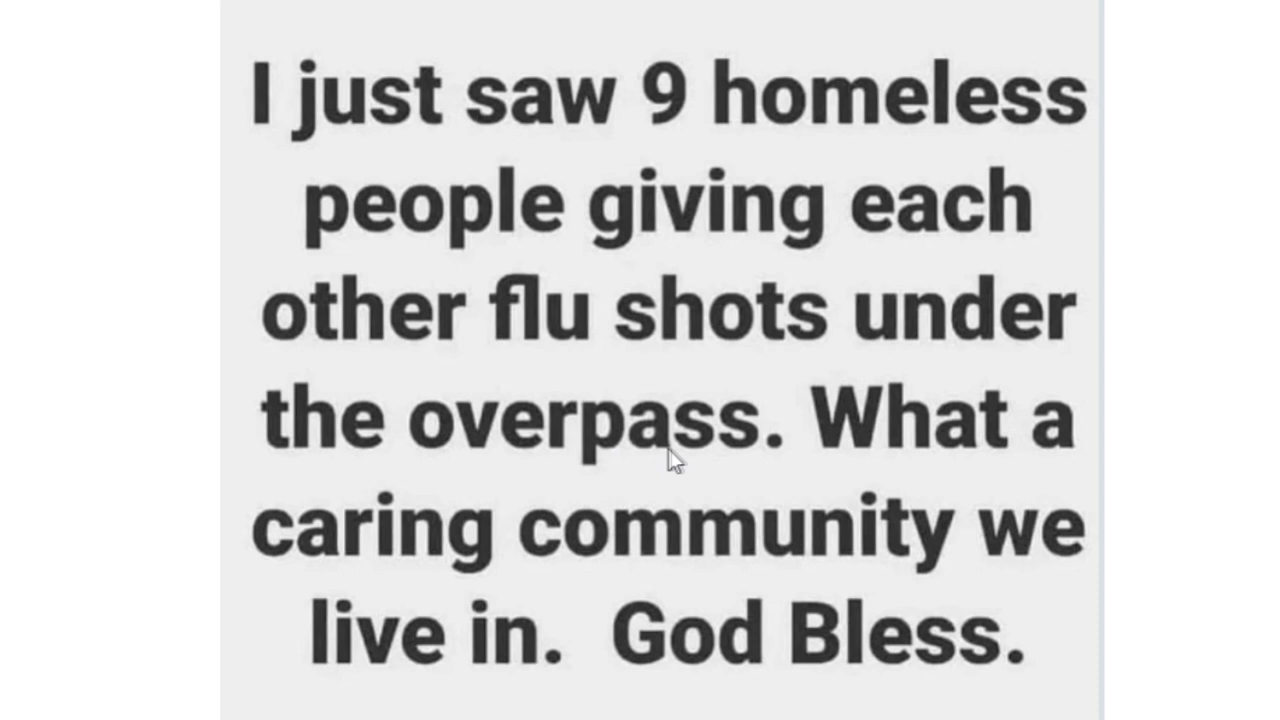 I just saw 9 homeless
people giving each
other flu shots under
the overpass. What a
caring community we
live in.  God Bless.